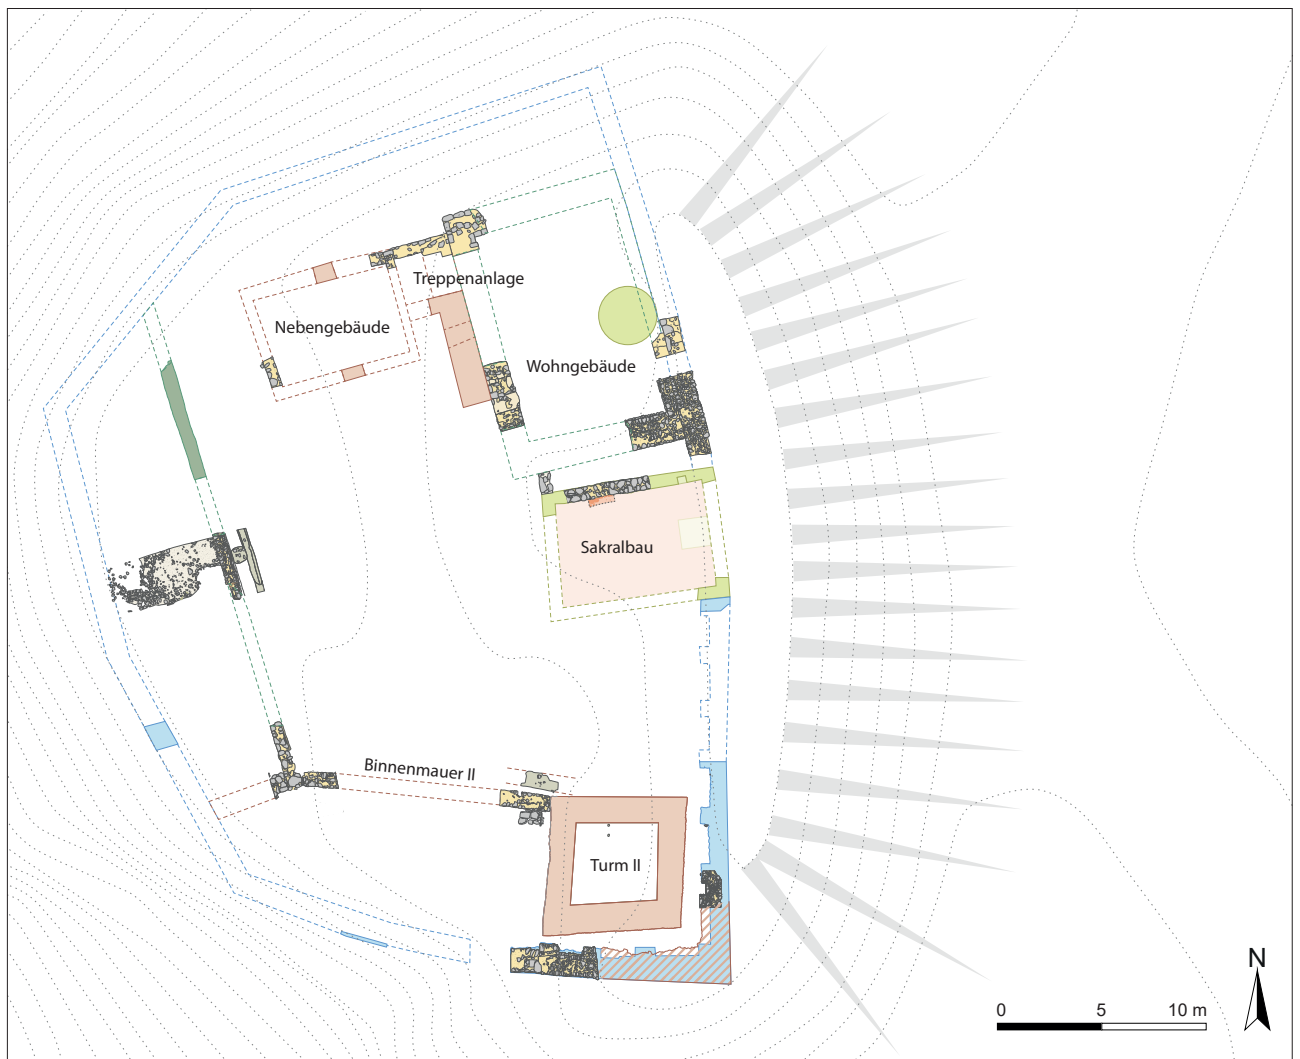 Treppenanlage
Nebengebäude
Wohngebäude
Sakralbau
Binnenmauer II
Turm II
N
0 5 10 m